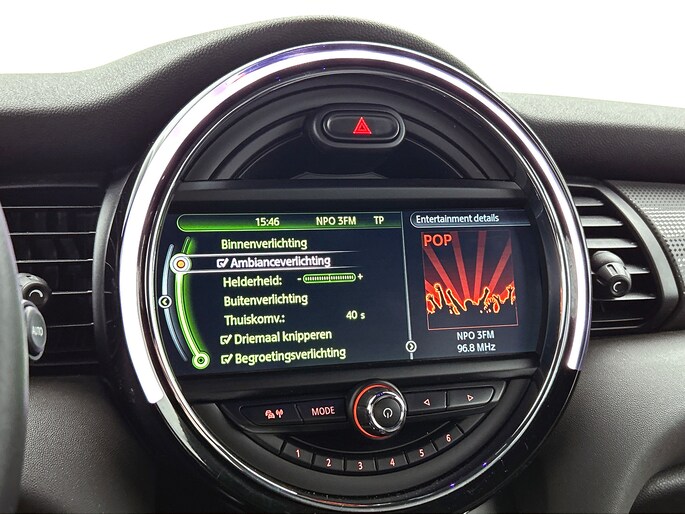 15:46 NPO 3FM TP
Binnenverlichting
Ambianceverlichting
Helderheid: - +
Buitenverlichting
Thuiskomv.: 40 s
Driemaal knipperen
Begroetingsverlichting
Entertainment details
POP
NPO 3FM
96.8 MHz
AUTO
MODE
1 2 3 4 5 6